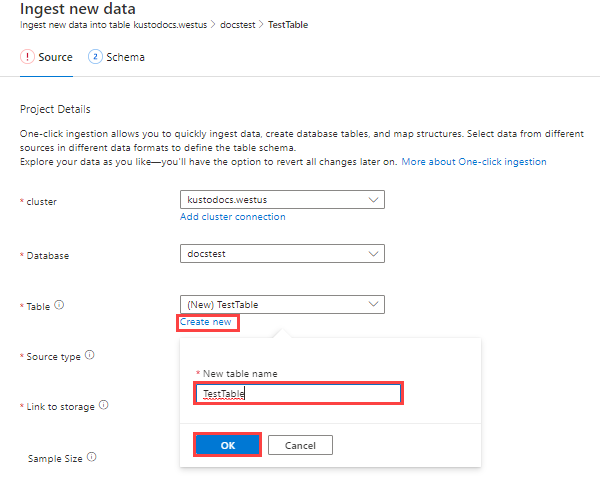 Ingest new data
Ingest new data into table kustodocs.westus > docstest > TestTable
! Source 2 Schema
Project Details
One-click ingestion allows you to quickly ingest data, create database tables, and map structures. Select data from different
sources in different data formats to define the table schema.
Explore your data as you like—you'll have the option to revert all changes later on. More about One-click ingestion
* cluster kustodocs.westus
Add cluster connection
* Database docstest
* Table (New) TestTable
Create new
* Source type
* New table name
TestTable
* Link to storage
OK Cancel
Sample Size